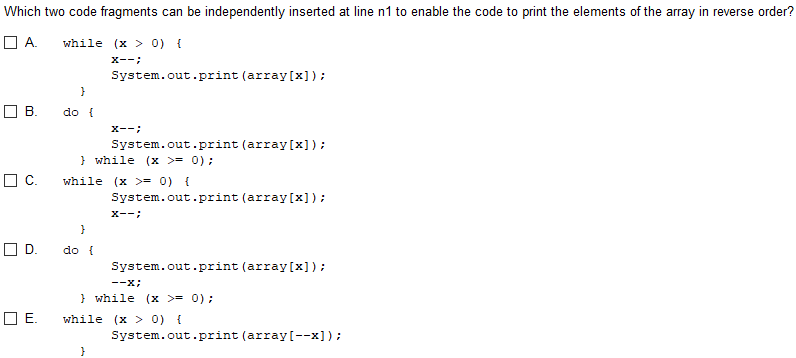 Which two code fragments can be independently inserted at line n1 to enable the code to print the elements of the array in reverse order?
A. while (x > 0) {
x--;
System.out.print(array[x]);
}
B. do {
x--;
System.out.print(array[x]);
} while (x >= 0);
C. while (x >= 0) {
System.out.print(array[x]);
x--;
}
D. do {
System.out.print(array[x]);
--x;
} while (x >= 0);
E. while (x > 0) {
System.out.print(array[--x]);
}